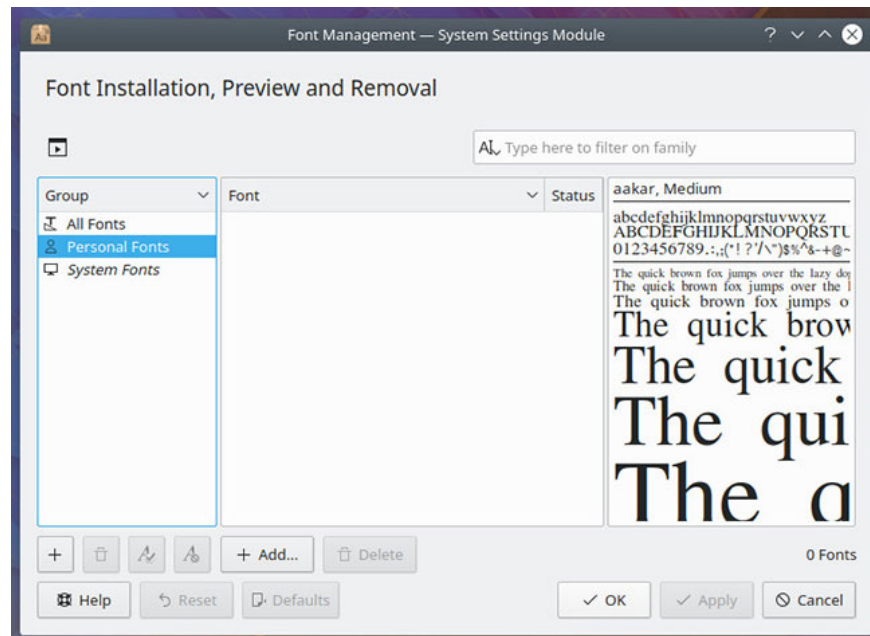 Font Management — System Settings Module
Font Installation, Preview and Removal
Type here to filter on family
Group
Font
Status
All Fonts
Personal Fonts
System Fonts
aakar, Medium
abcdefghijklmnopqrstuvwxyz
ABCDEFGHIJKLMNOPQRSTU
0123456789.:,;("!?'/\")$%^&-+@~
The quick brown fox jumps over the lazy dog
The quick brown fox jumps over the
The quick brown fox jumps o
The quick brow
The quick
The qui
The q
+ Add...
Delete
0 Fonts
Help
Reset
Defaults
OK
Apply
Cancel